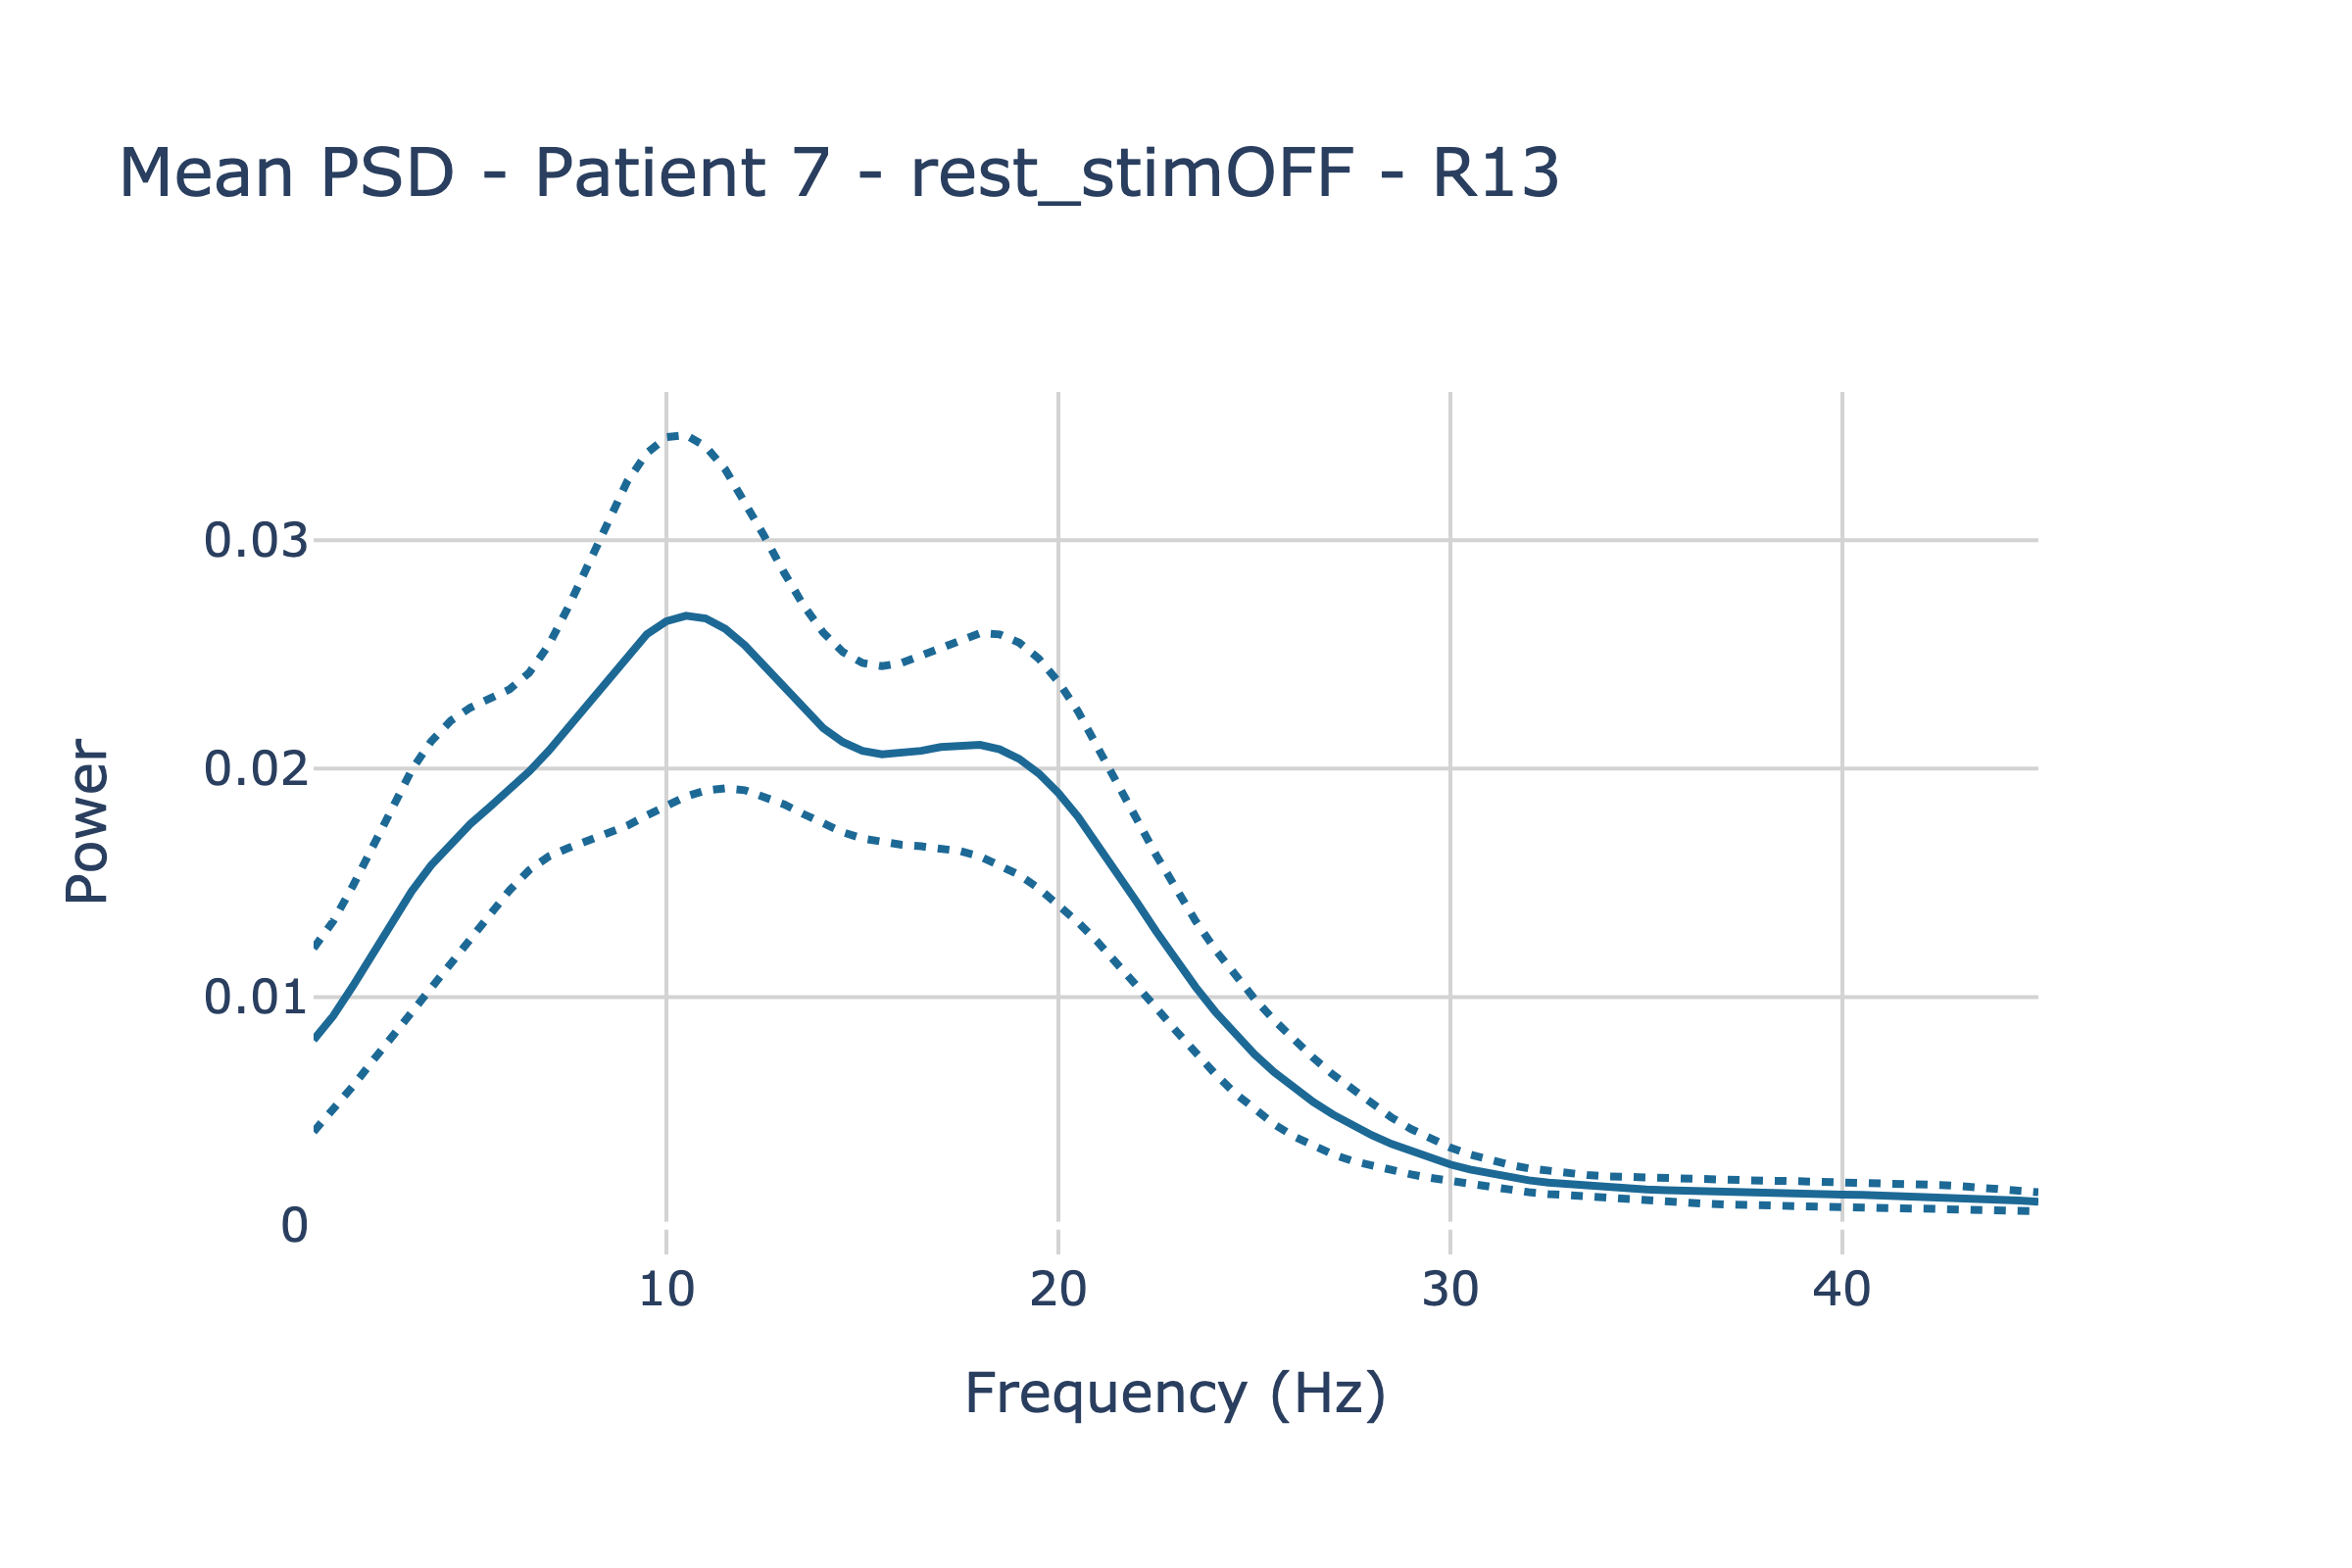 Mean PSD - Patient 7 - rest_stimOFF - R13
Power
0.03
0.02
0.01
0
10 20 30 40
Frequency (Hz)